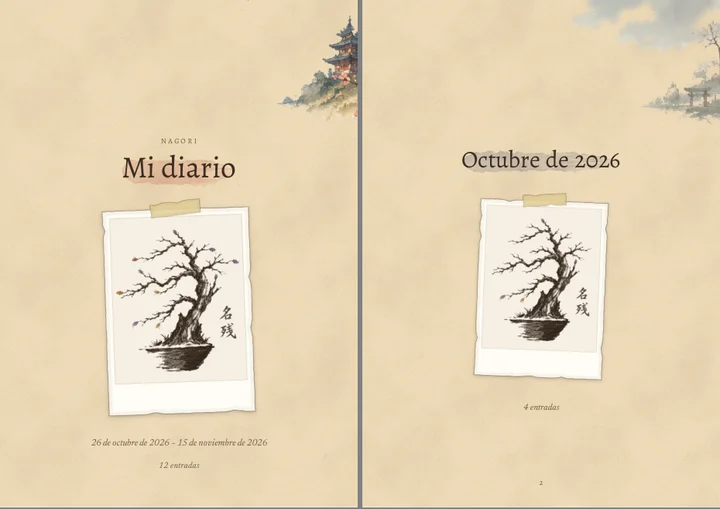 NAGORI
Mi diario
名
残
26 de octubre de 2026 – 15 de noviembre de 2026
12 entradas
Octubre de 2026
名
残
4 entradas
2